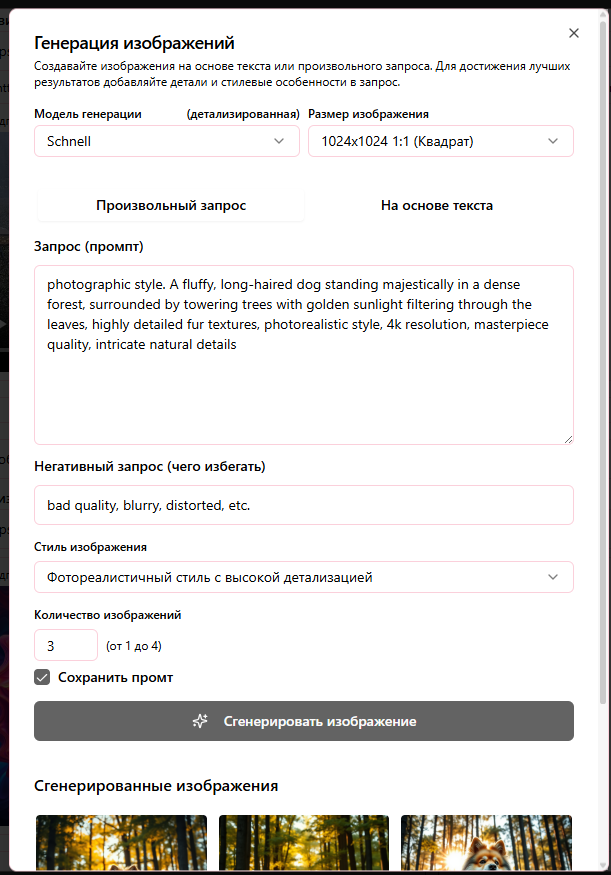 Генерация изображений
Создавайте изображения на основе текста или произвольного запроса. Для достижения лучших
результатов добавляйте детали и стилевые особенности в запрос.
Модель генерации (детализированная) Размер изображения
Schnell 1024x1024 1:1 (Квадрат)
Произвольный запрос На основе текста
Запрос (промпт)
photographic style. A fluffy, long-haired dog standing majestically in a dense
forest, surrounded by towering trees with golden sunlight filtering through the
leaves, highly detailed fur textures, photorealistic style, 4k resolution, masterpiece
quality, intricate natural details
Негативный запрос (чего избегать)
bad quality, blurry, distorted, etc.
Стиль изображения
Фотореалистичный стиль с высокой детализацией
Количество изображений
3 (от 1 до 4)
Сохранить промт
Сгенерировать изображение
Сгенерированные изображения